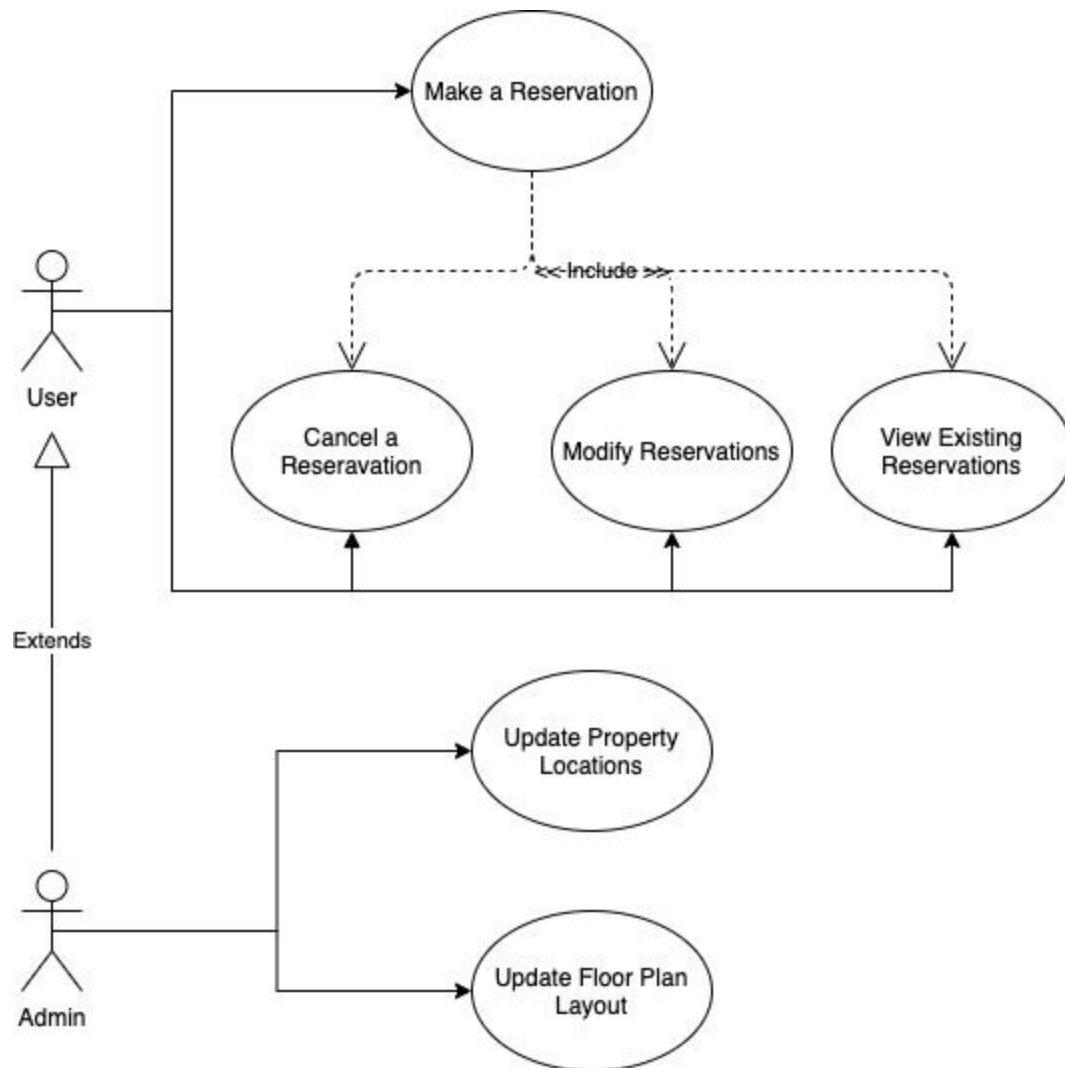 Make a Reservation
<< Include >>
User
Cancel a
Reseravation
Modify Reservations
View Existing
Reservations
Extends
Update Property
Locations
Admin
Update Floor Plan
Layout